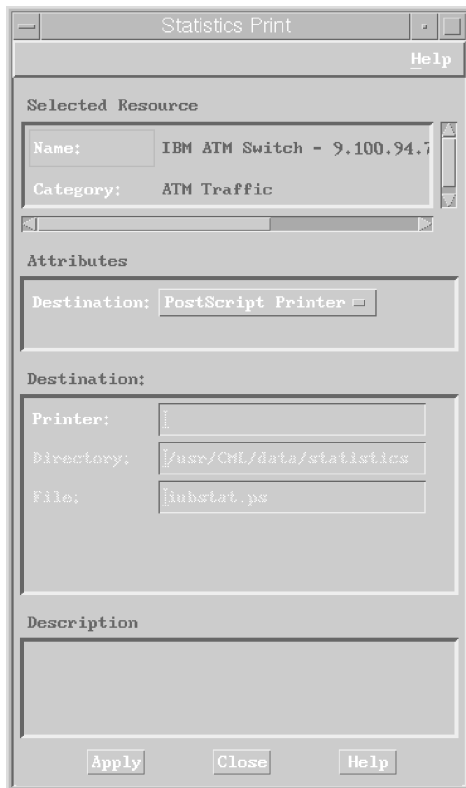 Statistics Print
Help
Selected Resource
Name: IBM ATM Switch - 9.100.94.7
Category: ATM Traffic
Attributes
Destination: PostScript Printer
Destination:
Printer:
Directory: /usr/CML/data/statistics
File: iubstat.ps
Description
Apply Close Help